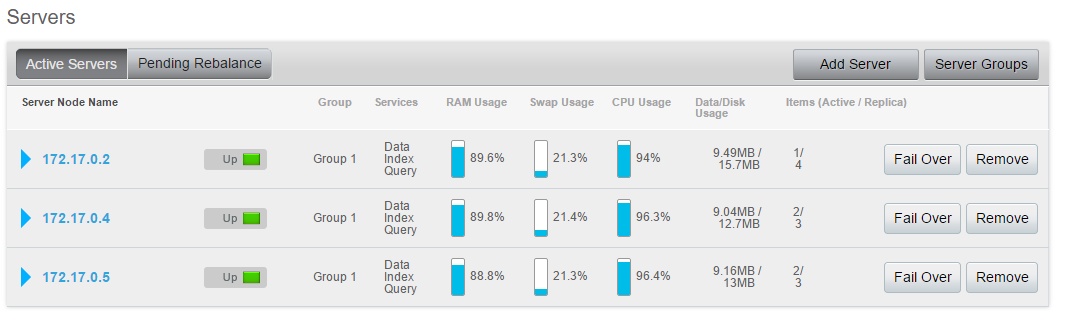 Servers
Active Servers Pending Rebalance Add Server Server Groups
Server Node Name Group Services RAM Usage Swap Usage CPU Usage Data/Disk Usage Items (Active / Replica)
172.17.0.2 Up Group 1 Data Index Query 89.6% 21.3% 94% 9.49MB / 15.7MB 1/ 4 Fail Over Remove
172.17.0.4 Up Group 1 Data Index Query 89.8% 21.4% 96.3% 9.04MB / 12.7MB 2/ 3 Fail Over Remove
172.17.0.5 Up Group 1 Data Index Query 88.8% 21.3% 96.4% 9.16MB / 13MB 2/ 3 Fail Over Remove